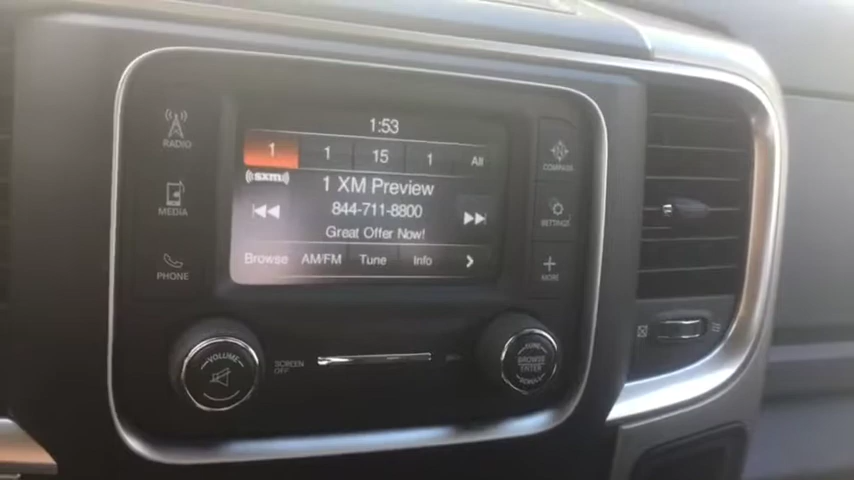 1:53
RADIO
1 1 15 1 All
((sxm))
1 XM Preview
844-711-8800
Great Offer Now!
Browse AM/FM Tune Info
MEDIA
PHONE
COMPASS
SETTINGS
MORE
VOLUME
SCREEN
OFF
TUNE
BROWSE
ENTER
SCROLL